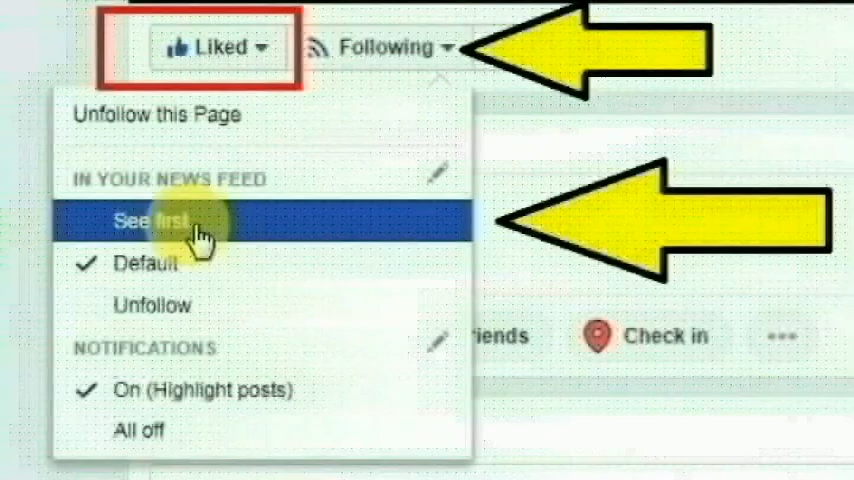 Liked Following
Unfollow this Page
IN YOUR NEWS FEED
See first
Default
Unfollow
riends Check in
NOTIFICATIONS
On (Highlight posts)
All off